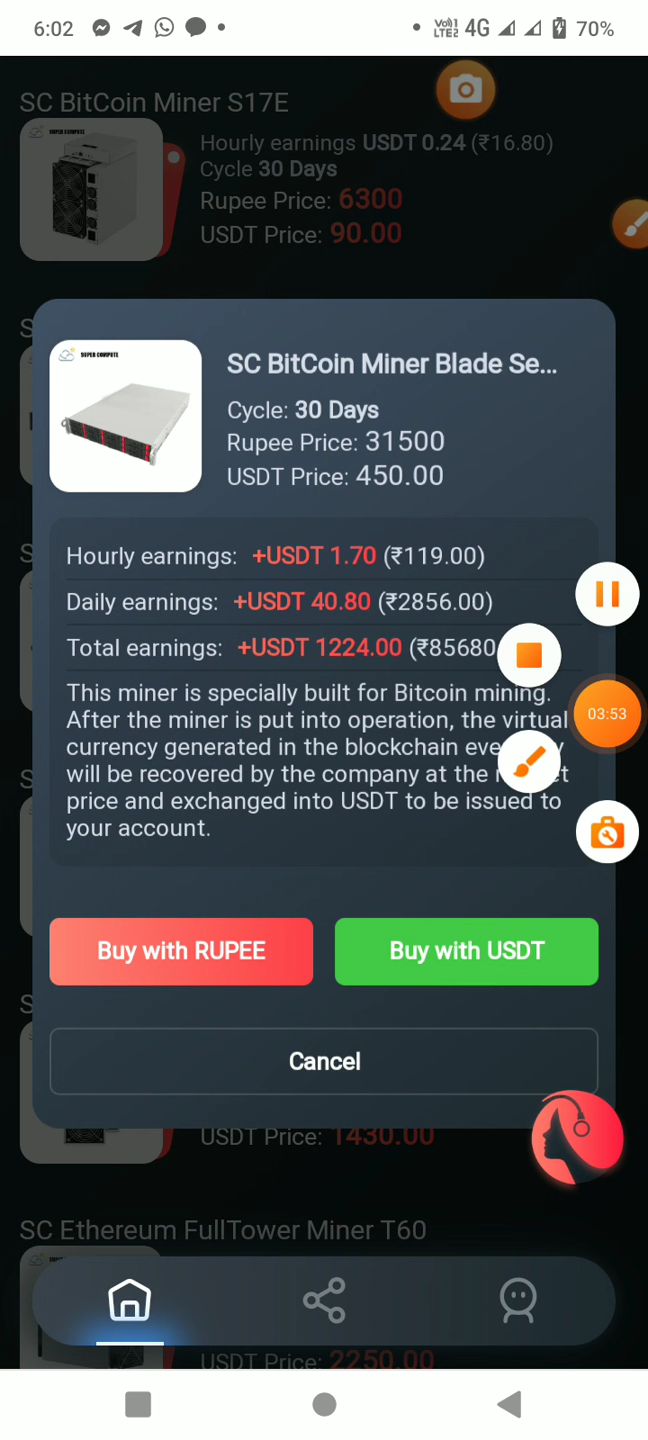 6:02
Vo)) LTE2 4G 70%
SC BitCoin Miner S17E
SUPER COMPUTE
Hourly earnings USDT 0.24 (₹16.80)
Cycle 30 Days
Rupee Price: 6300
USDT Price: 90.00
SUPER COMPUTE
SC BitCoin Miner Blade Se...
Cycle: 30 Days
Rupee Price: 31500
USDT Price: 450.00
Hourly earnings: +USDT 1.70 (₹119.00)
Daily earnings: +USDT 40.80 (₹2856.00)
Total earnings: +USDT 1224.00 (₹85680
This miner is specially built for Bitcoin mining.
After the miner is put into operation, the virtual
03:53
currency generated in the blockchain
will be recovered by the company at the
price and exchanged into USDT to be issued to
your account.
Buy with RUPEE
Buy with USDT
Cancel
USDT Price: 1430.00
SC Ethereum FullTower Miner T60
USDT Price: 2250.00